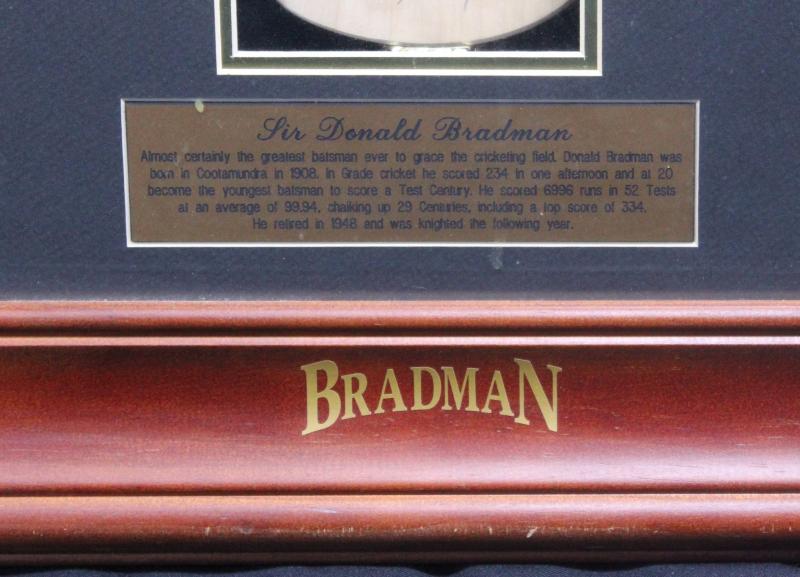 Sir Donald Bradman
Almost certainly the greatest batsman ever to grace the cricketing field. Donald Bradman was
born in Cootamundra in 1908. In Grade cricket he scored 234 in one afternoon and at 20
become the youngest batsman to score a Test Century. He scored 6996 runs in 52 Tests
at an average of 99.94, chalking up 29 Centuries, including a top score of 334.
He retired in 1948 and was knighted the following year.
BRADMAN